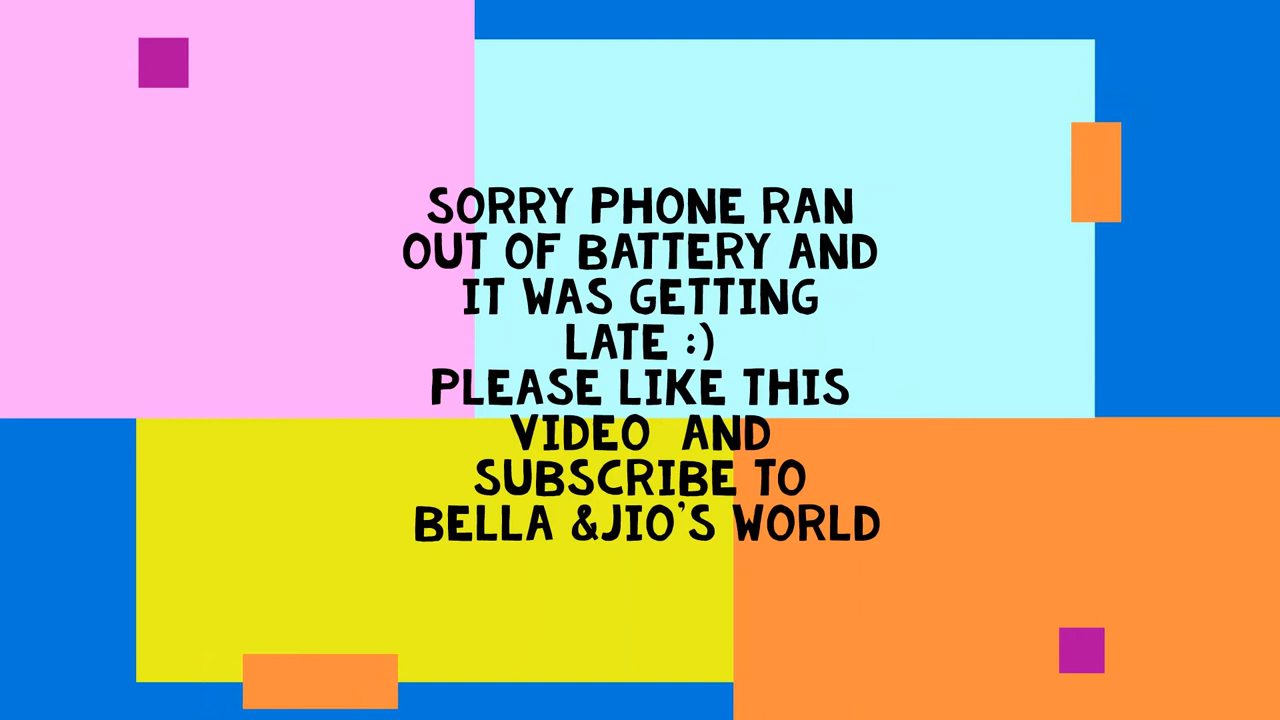 SORRY PHONE RAN
OUT OF BATTERY AND
IT WAS GETTING
LATE :)
PLEASE LIKE THIS
VIDEO AND
SUBSCRIBE TO
BELLA &JIO'S WORLD